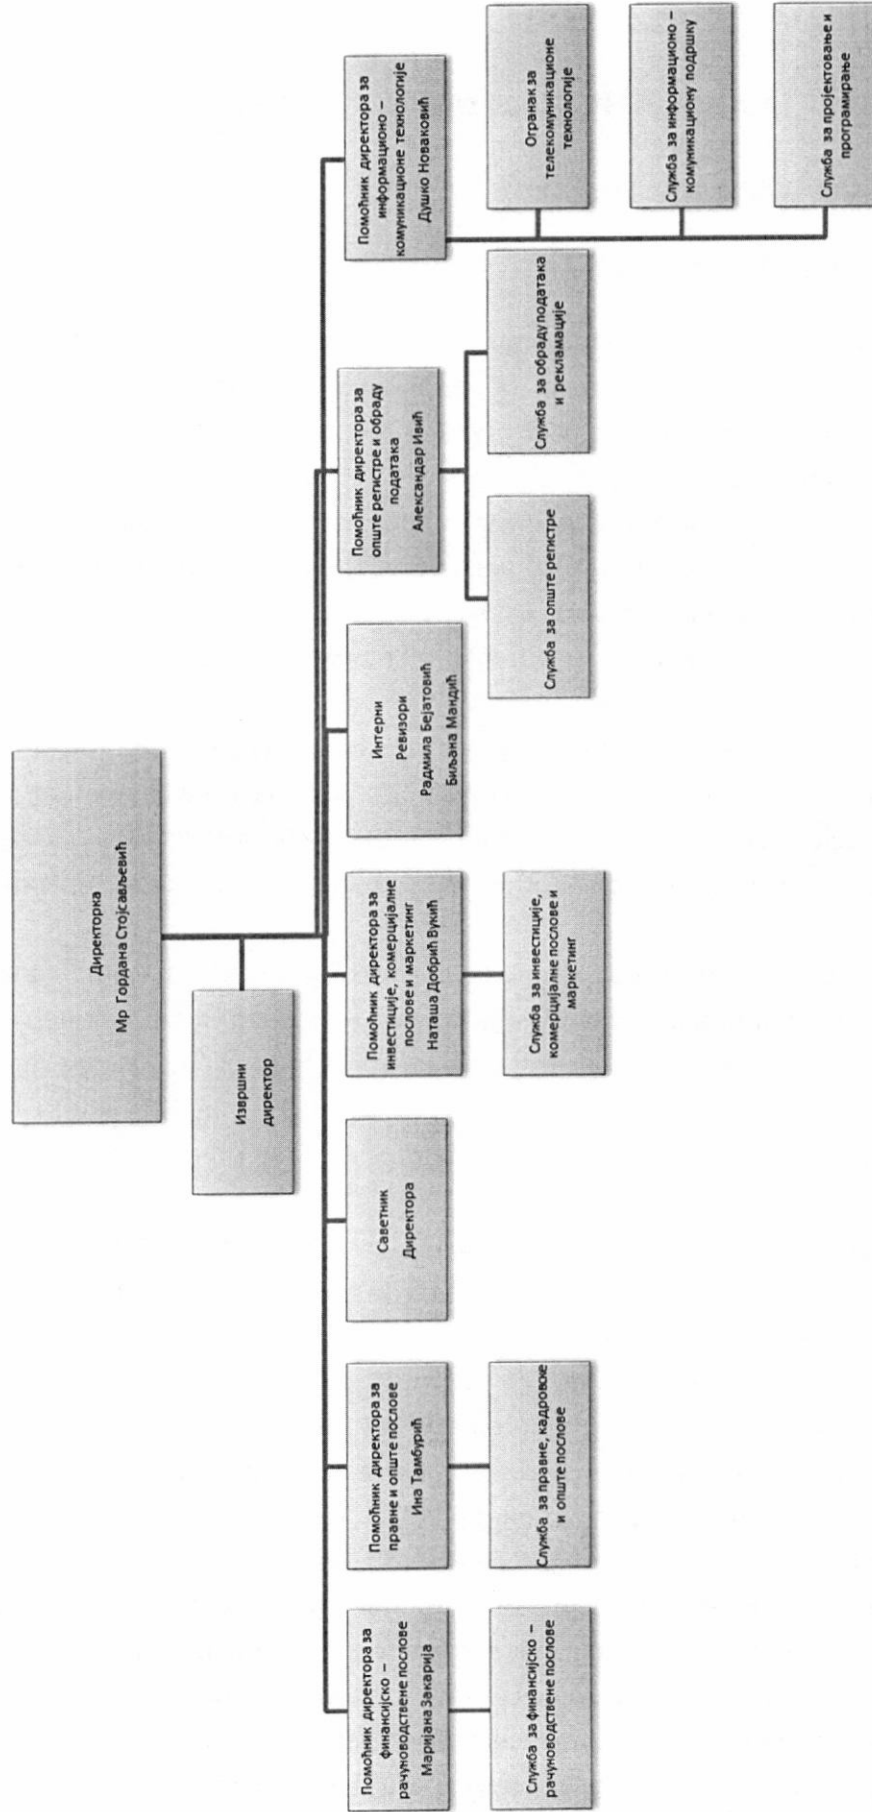 Директорка
Мр Гордана Стојсављевић
Извршни
директор
Помоћник директора за
финансијско –
рачуноводствене послове
Маријана Закарија
Помоћник директора за
правне и опште послове
Ина Тамбурић
Саветник
Директора
Помоћник директора за
инвестиције, комерцијалне
послове и маркетинг
Наташа Добрић Вукић
Интерни
Ревизори
Радмила Бејатовић
Биљана Мандић
Помоћник директора за
опште регистре и обраду
података
Александар Ивић
Помоћник директора за
информационо –
комуникационе технологије
Душко Новаковић
Служба за финансијско –
рачуноводствене послове
Служба за правне, кадровске
и опште послове
Служба за инвестиције,
комерцијалне послове и
маркетинг
Служба за опште регистре
Служба за обраду података
и рекламације
Огранак за
телекомуникационе
технологије
Служба за информационо –
комуникациону подршку
Служба за пројектовање и
програмирање